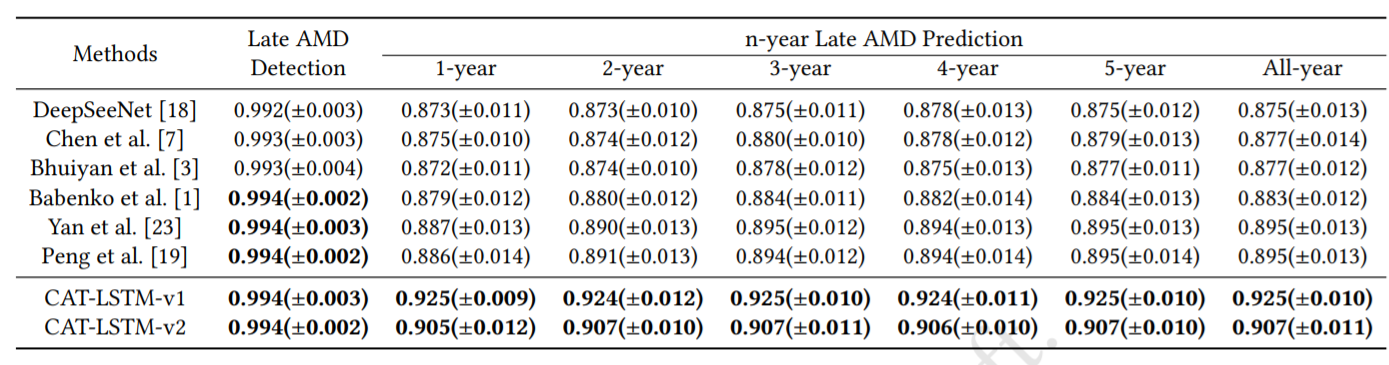 Methods Late AMD Detection n-year Late AMD Prediction
1-year 2-year 3-year 4-year 5-year All-year
DeepSeeNet [18] 0.992(±0.003) 0.873(±0.011) 0.873(±0.010) 0.875(±0.011) 0.878(±0.013) 0.875(±0.012) 0.875(±0.013)
Chen et al. [7] 0.993(±0.003) 0.875(±0.010) 0.874(±0.012) 0.880(±0.010) 0.878(±0.012) 0.879(±0.013) 0.877(±0.014)
Bhuiyan et al. [3] 0.993(±0.004) 0.872(±0.011) 0.874(±0.010) 0.878(±0.012) 0.875(±0.013) 0.877(±0.011) 0.877(±0.012)
Babenko et al. [1] 0.994(±0.002) 0.879(±0.012) 0.880(±0.012) 0.884(±0.011) 0.882(±0.014) 0.884(±0.013) 0.883(±0.012)
Yan et al. [23] 0.994(±0.003) 0.887(±0.013) 0.890(±0.013) 0.895(±0.012) 0.894(±0.013) 0.895(±0.013) 0.895(±0.013)
Peng et al. [19] 0.994(±0.002) 0.886(±0.014) 0.891(±0.013) 0.894(±0.012) 0.894(±0.014) 0.895(±0.014) 0.895(±0.013)
CAT-LSTM-v1 0.994(±0.003) 0.925(±0.009) 0.924(±0.012) 0.925(±0.010) 0.924(±0.011) 0.925(±0.010) 0.925(±0.010)
CAT-LSTM-v2 0.994(±0.002) 0.905(±0.012) 0.907(±0.010) 0.907(±0.011) 0.906(±0.010) 0.907(±0.010) 0.907(±0.011)